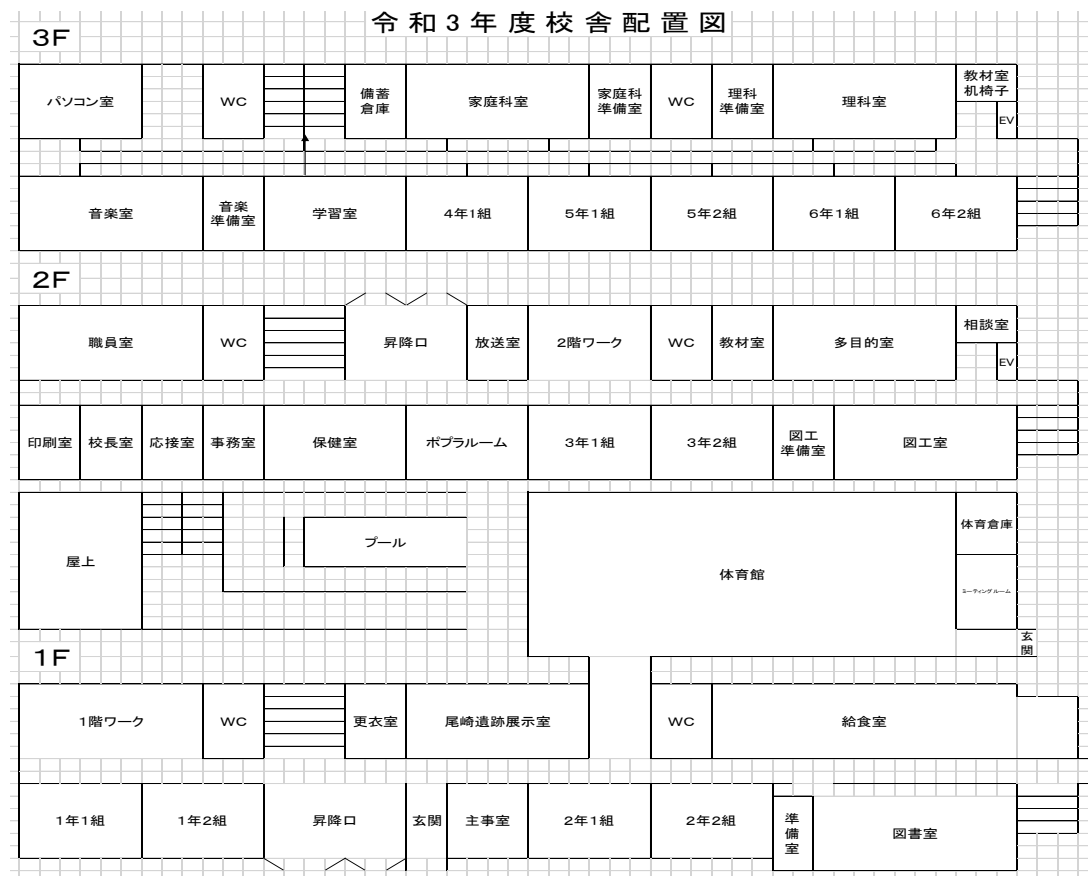 令和3年度校舎配置図
3F
パソコン室
WC
備蓄
倉庫
家庭科室
家庭科
準備室
WC
理科
準備室
理科室
教材室
机椅子
EV
音楽室
音楽
準備室
学習室
4年1組
5年1組
5年2組
6年1組
6年2組
2F
職員室
WC
昇降口
放送室
2階ワーク
WC
教材室
多目的室
相談室
EV
印刷室
校長室
応接室
事務室
保健室
ポプラルーム
3年1組
3年2組
図工
準備室
図工室
屋上
プール
体育館
体育倉庫
ミーティングルーム
玄
関
1F
1階ワーク
WC
更衣室
尾崎遺跡展示室
WC
給食室
1年1組
1年2組
昇降口
玄関
主事室
2年1組
2年2組
準
備
室
図書室